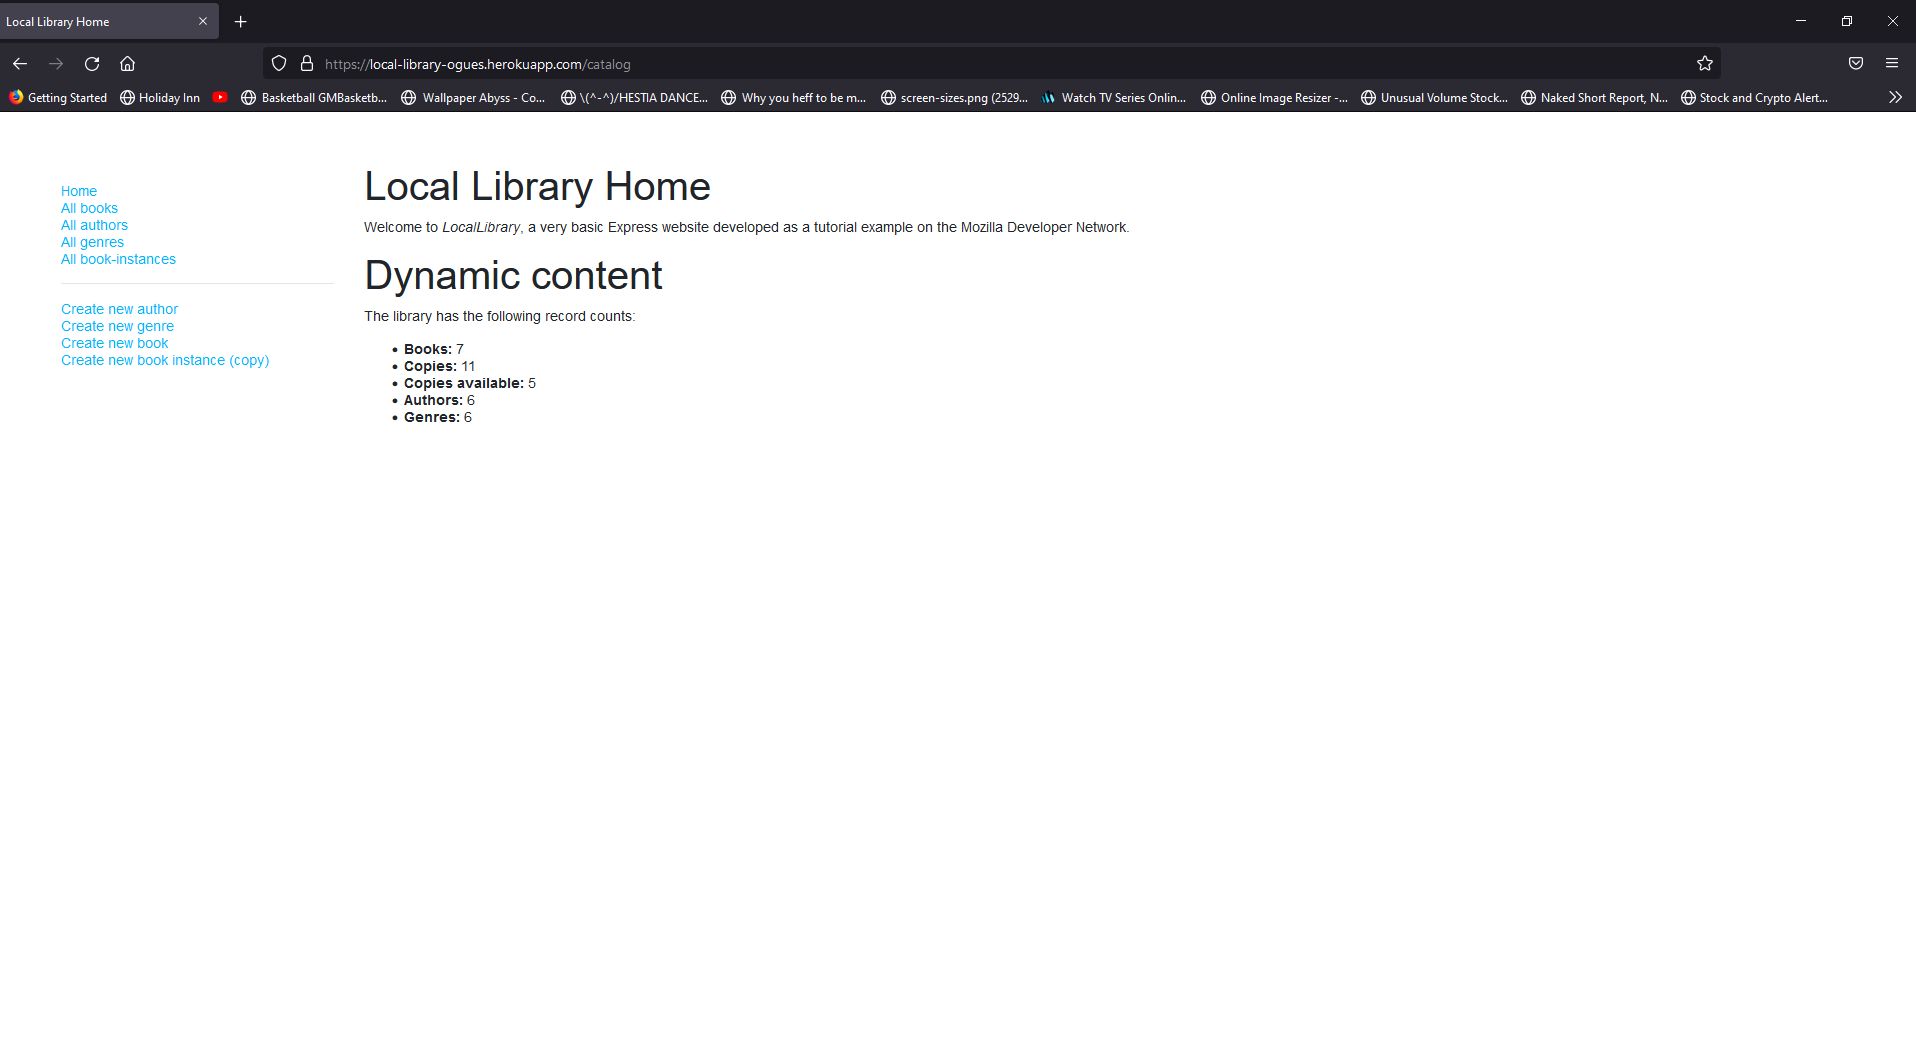 Local Library Home
https://local-library-ogues.herokuapp.com/catalog
Getting Started Holiday Inn Basketball GMBasketb... Wallpaper Abyss - Co... \(^-^)/HESTIA DANCE... Why you heff to be m... screen-sizes.png (2529... Watch TV Series Onlin... Online Image Resizer -... Unusual Volume Stock... Naked Short Report, N... Stock and Crypto Alert...
Home
All books
All authors
All genres
All book-instances
Create new author
Create new genre
Create new book
Create new book instance (copy)
Local Library Home
Welcome to LocalLibrary, a very basic Express website developed as a tutorial example on the Mozilla Developer Network.
Dynamic content
The library has the following record counts:
• Books: 7
• Copies: 11
• Copies available: 5
• Authors: 6
• Genres: 6